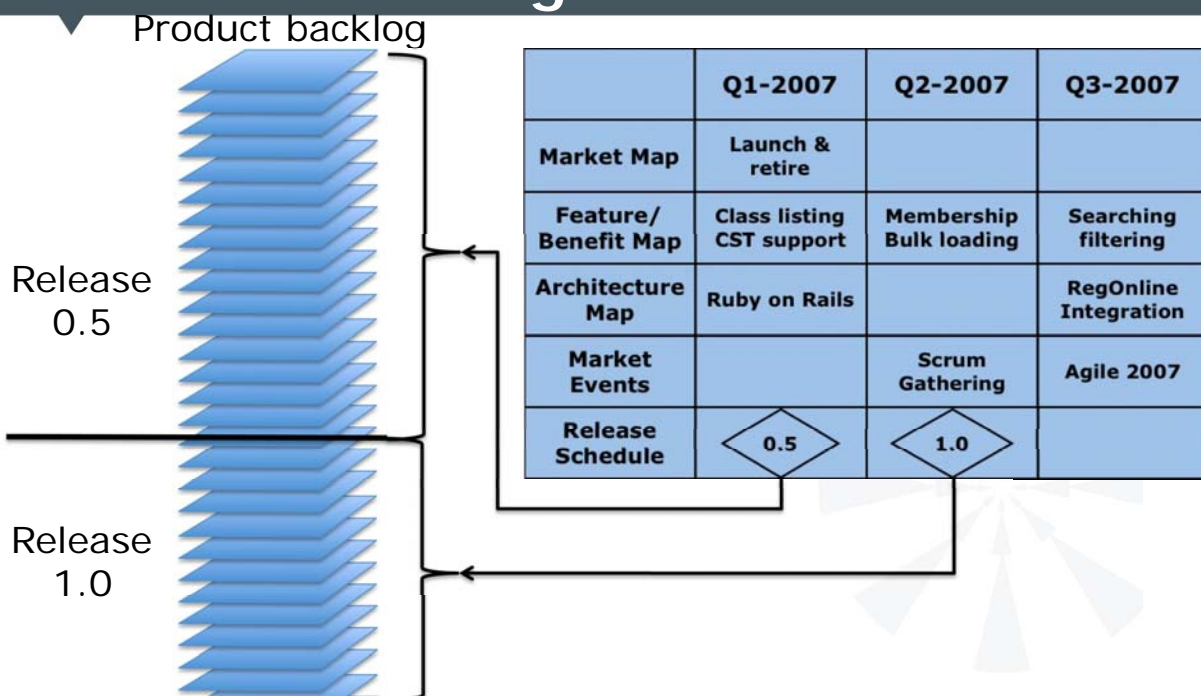 Product backlog
Release
0.5
Release
1.0
Q1-2007 Q2-2007 Q3-2007
Market Map
Launch &
retire
Feature/
Benefit Map
Class listing
CST support
Membership
Bulk loading
Searching
filtering
Architecture
Map
Ruby on Rails
RegOnline
Integration
Market
Events
Scrum
Gathering
Agile 2007
Release
Schedule
0.5
1.0